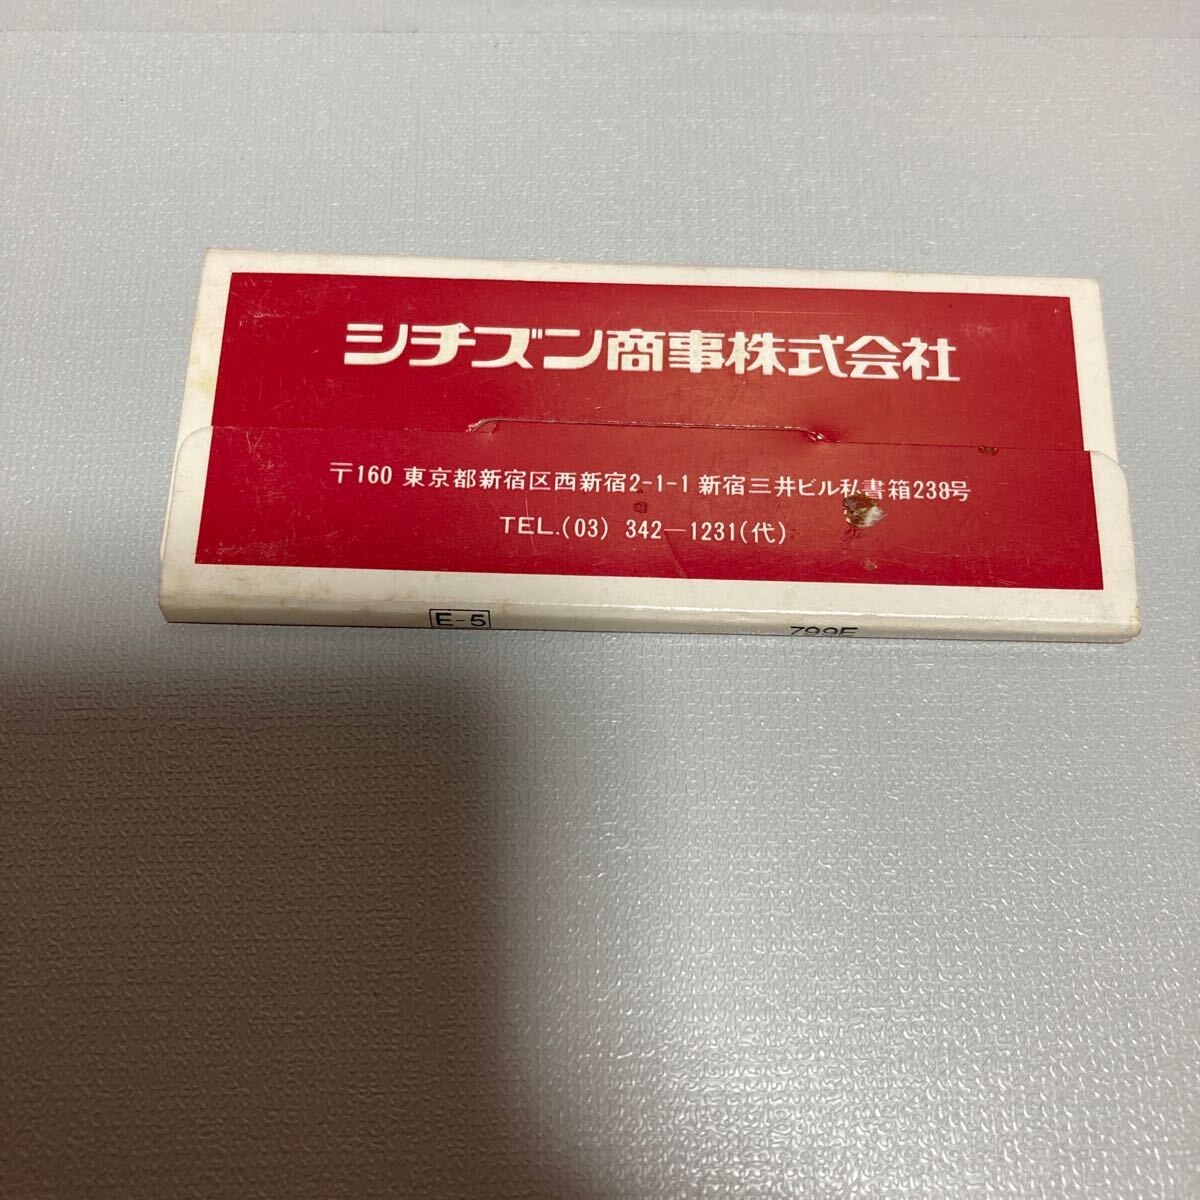 シチズン商事株式会社
〒160 東京都新宿区西新宿2-1-1 新宿三井ビル私書箱238号
TEL.(03) 342-1231(代)
E-5